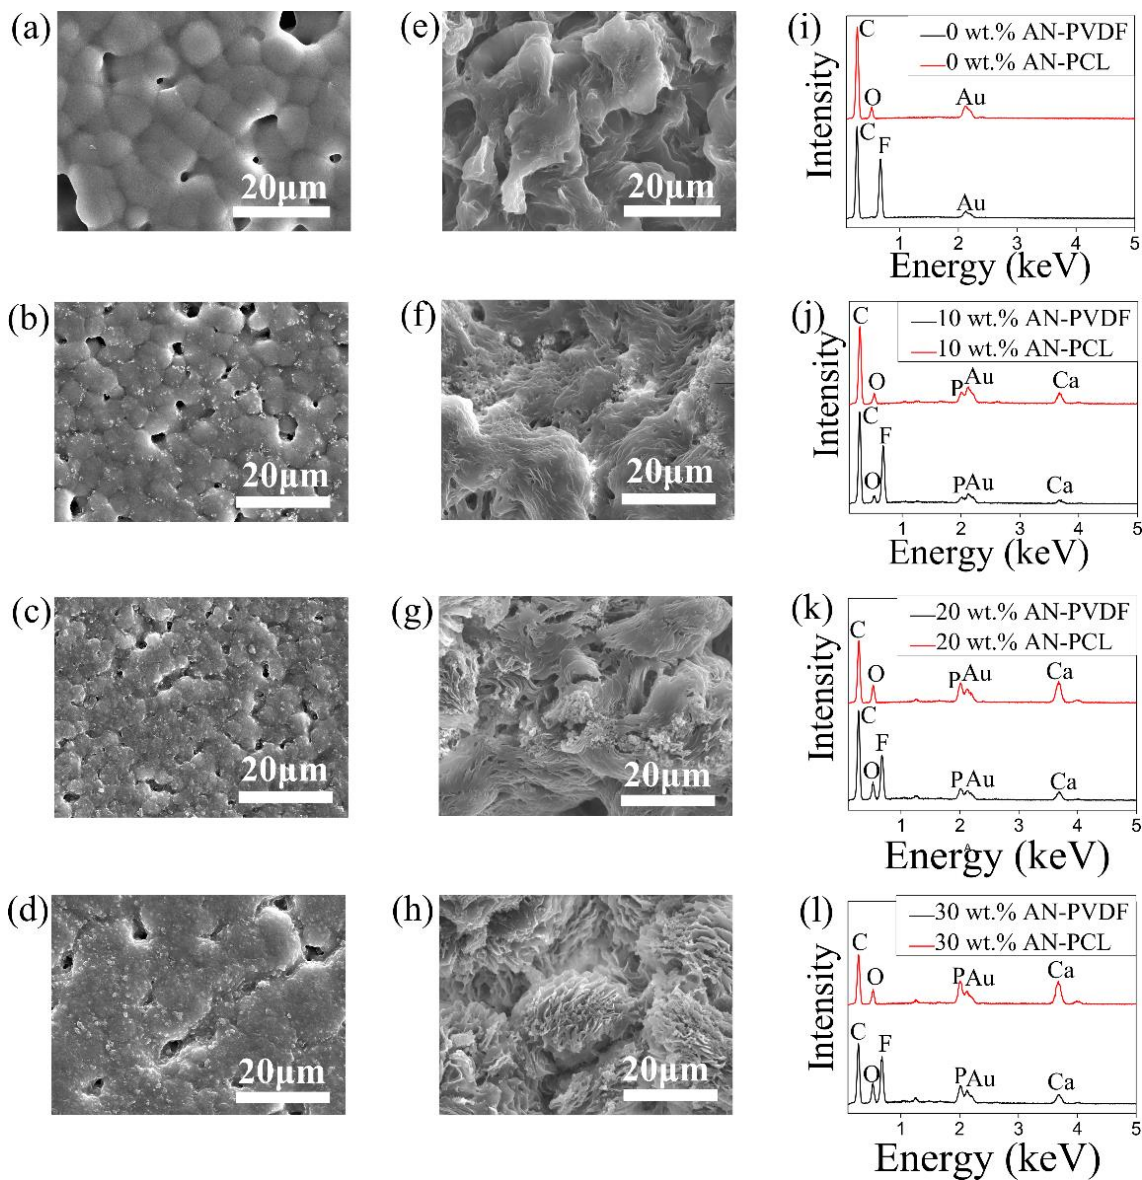 (a)
20μm
(e)
20μm
(i)
0 wt.% AN-PVDF
0 wt.% AN-PCL
C
O
Au
C
F
Au
Intensity
1 2 3 4 5
Energy (keV)
(b)
20μm
(f)
20μm
(j)
10 wt.% AN-PVDF
10 wt.% AN-PCL
C
O
P Au
Ca
C
F
O
P Au
Ca
Intensity
1 2 3 4 5
Energy (keV)
(c)
20μm
(g)
20μm
(k)
20 wt.% AN-PVDF
20 wt.% AN-PCL
C
O
P Au
Ca
C
F
O
P Au
Ca
Intensity
1 2 3 4 5
Energy (keV)
A
(d)
20μm
(h)
20μm
(l)
30 wt.% AN-PVDF
30 wt.% AN-PCL
C
O
P Au
Ca
C
F
O
P Au
Ca
Intensity
1 2 3 4 5
Energy (keV)